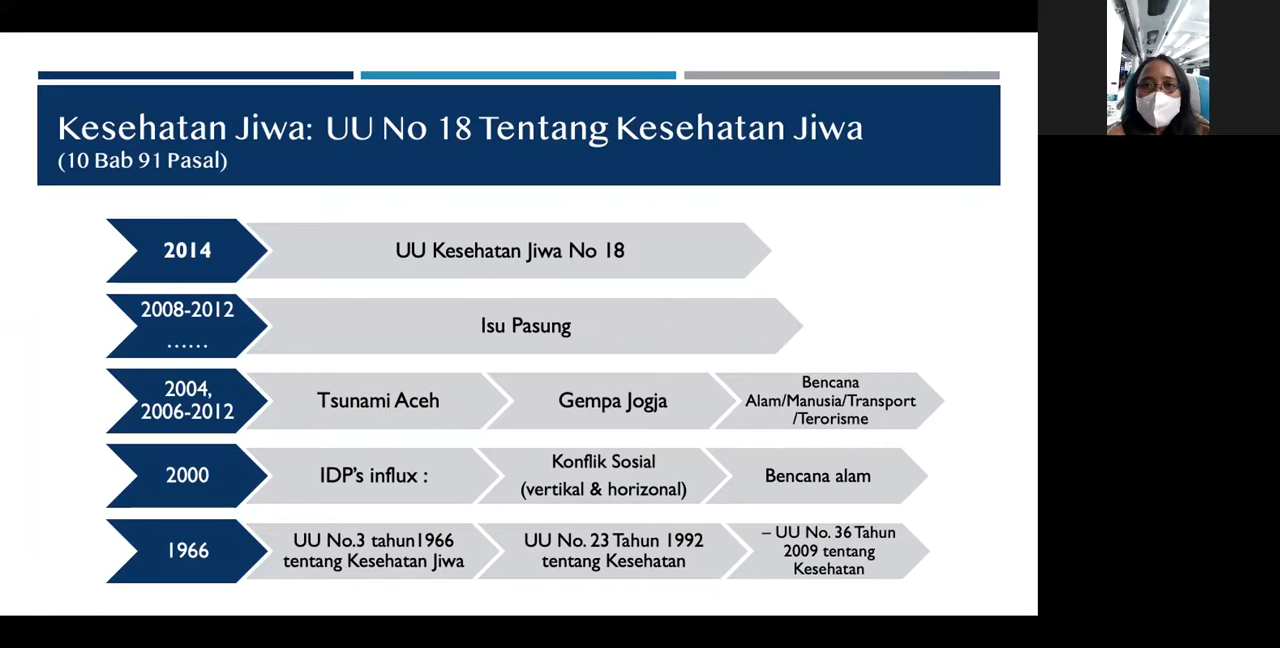 Kesehatan Jiwa: UU No 18 Tentang Kesehatan Jiwa
(10 Bab 91 Pasal)
2014
UU Kesehatan Jiwa No 18
2008-2012
......
Isu Pasung
2004,
2006-2012
Tsunami Aceh
Gempa Jogja
Bencana
Alam/Manusia/Transport
/Terorisme
2000
IDP's influx :
Konflik Sosial
(vertikal & horizonal)
Bencana alam
1966
UU No.3 tahun1966
tentang Kesehatan Jiwa
UU No. 23 Tahun 1992
tentang Kesehatan
– UU No. 36 Tahun
2009 tentang
Kesehatan